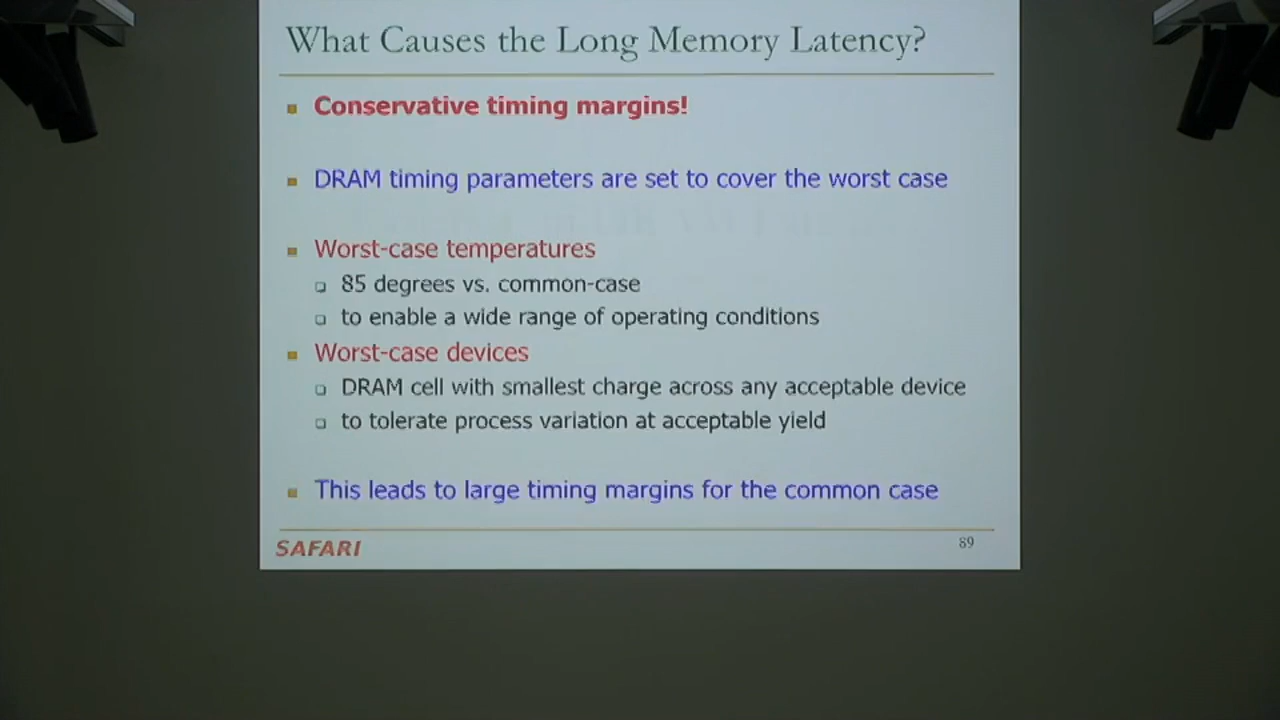 What Causes the Long Memory Latency?
Conservative timing margins!
DRAM timing parameters are set to cover the worst case
Worst-case temperatures
85 degrees vs. common-case
to enable a wide range of operating conditions
Worst-case devices
DRAM cell with smallest charge across any acceptable device
to tolerate process variation at acceptable yield
This leads to large timing margins for the common case
SAFARI
89